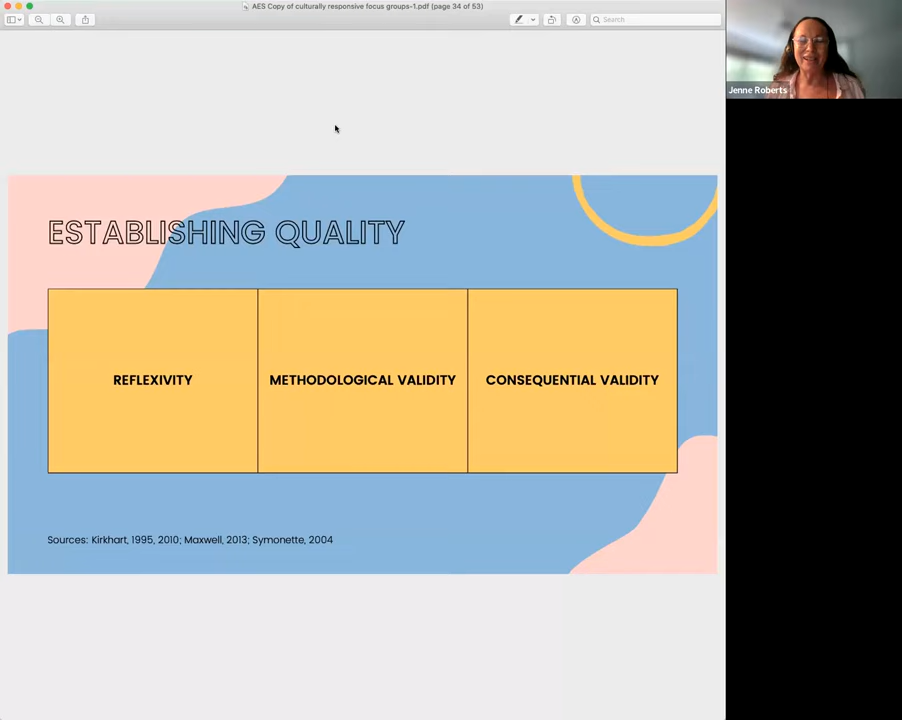 AES Copy of culturally responsive focus groups-1.pdf (page 34 of 53)
Search
Jenne Roberts
ESTABLISHING QUALITY
REFLEXIVITY
METHODOLOGICAL VALIDITY
CONSEQUENTIAL VALIDITY
Sources: Kirkhart, 1995, 2010; Maxwell, 2013; Symonette, 2004